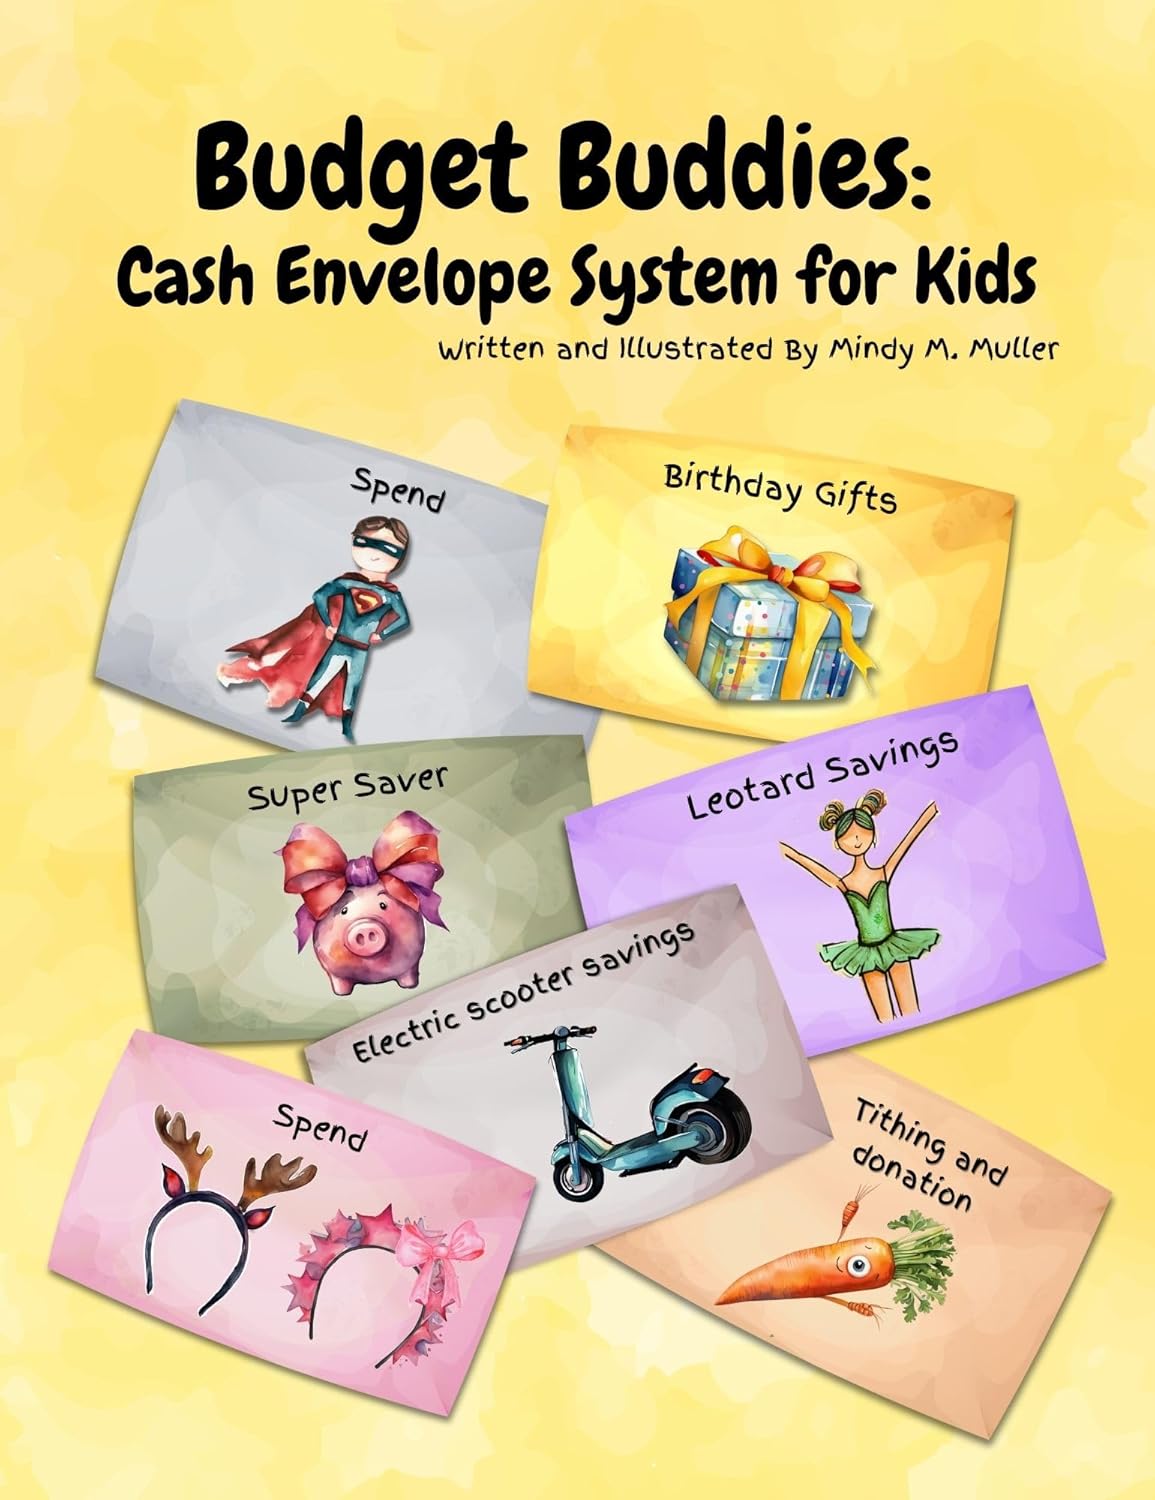 Budget Buddies:
Cash Envelope System for Kids
Written and Illustrated By Mindy M. Muller
Spend
Birthday Gifts
Super Saver
Leotard Savings
Electric scooter savings
Spend
Tithing and
donation